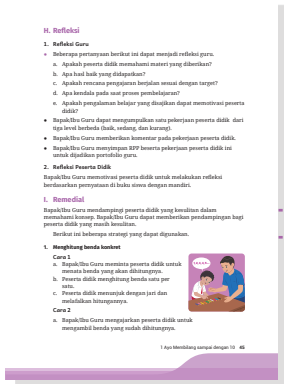 H. Refleksi
1. Refleksi Guru
• Beberapa pertanyaan berikut ini dapat menjadi refleksi guru.
a. Apakah peserta didik memahami materi yang diberikan?
b. Apa hasil baik yang didapatkan?
c. Apakah rencana pengajaran berjalan sesuai dengan target?
d. Apa kendala pada saat proses pembelajaran?
e. Apakah pengalaman belajar yang disajikan dapat memotivasi peserta
didik?
• Bapak/Ibu Guru dapat mengumpulkan satu pekerjaan peserta didik dari
tiga level berbeda (baik, sedang, dan kurang).
• Bapak/Ibu Guru memberikan komentar pada pekerjaan peserta didik.
• Bapak/Ibu Guru menyimpan RPP beserta pekerjaan peserta didik ini
untuk dijadikan portofolio guru.
2. Refleksi Peserta Didik
Bapak/Ibu Guru memotivasi peserta didik untuk melakukan refleksi
berdasarkan pernyataan di buku siswa dengan mandiri.
I. Remedial
Bapak/Ibu Guru mendampingi peserta didik yang kesulitan dalam
memahami konsep. Bapak/Ibu Guru dapat memberikan pendampingan bagi
peserta didik yang masih kesulitan.
Berikut ini beberapa strategi yang dapat digunakan.
1. Menghitung benda konkret
Cara 1
a. Bapak/Ibu Guru meminta peserta didik untuk
menata benda yang akan dihitungnya.
b. Peserta didik menghitung benda satu per
satu.
c. Peserta didik menunjuk dengan jari dan
melafalkan hitungannya.
Cara 2
a. Bapak/Ibu Guru mengajarkan peserta didik untuk
mengambil benda yang sudah dihitungnya.
1 Ayo Membilang sampai dengan 10 45